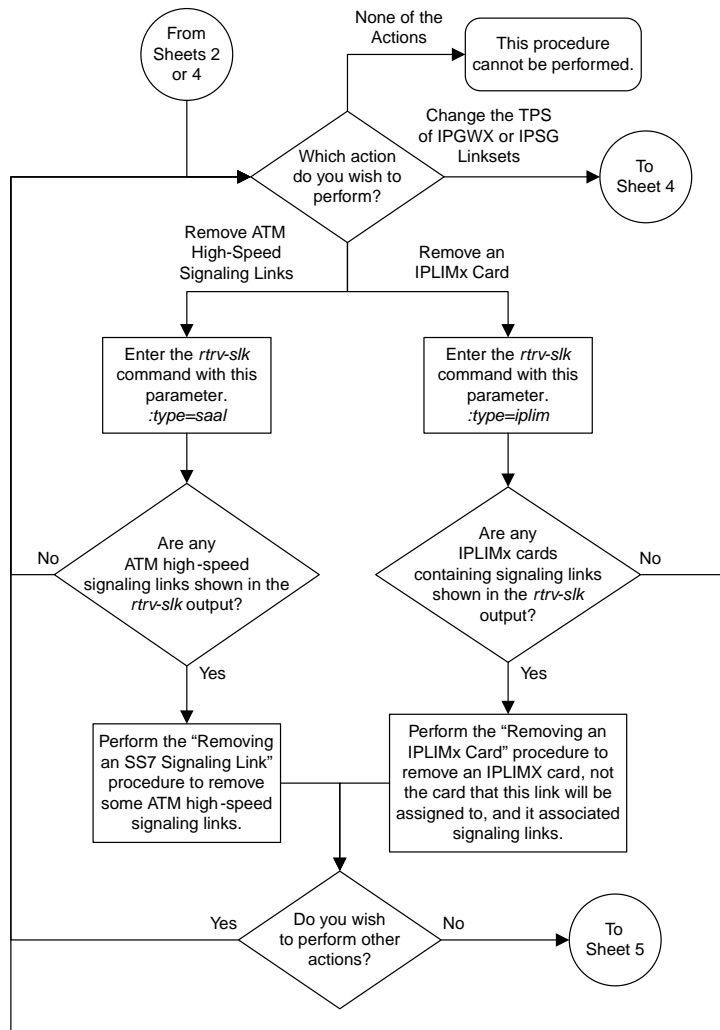 From
Sheets 2
or 4
None of the
Actions
This procedure
cannot be performed.
Change the TPS
of IPGWX or IPSG
Linksets
Which action
do you wish to
perform?
To
Sheet 4
Remove ATM
High-Speed
Signaling Links
Remove an
IPLIMx Card
Enter the rtrv-slk
command with this
parameter.
:type=saal
Enter the rtrv-slk
command with this
parameter.
:type=iplim
No
Are any
ATM high-speed
signaling links shown in the
rtrv-slk output?
Are any
IPLIMx cards
containing signaling links
shown in the rtrv-slk
output?
No
Yes
Yes
Perform the “Removing
an SS7 Signaling Link”
procedure to remove
some ATM high-speed
signaling links.
Perform the “Removing an
IPLIMx Card” procedure to
remove an IPLIMX card, not
the card that this link will be
assigned to, and it associated
signaling links.
Yes
Do you wish
to perform other
actions?
No
To
Sheet 5